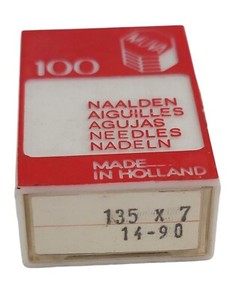 100
NAALDEN
AIGUILLES
AGUJAS
NEEDLES
NADELN
MADE
IN HOLLAND
135 X 7
14-90